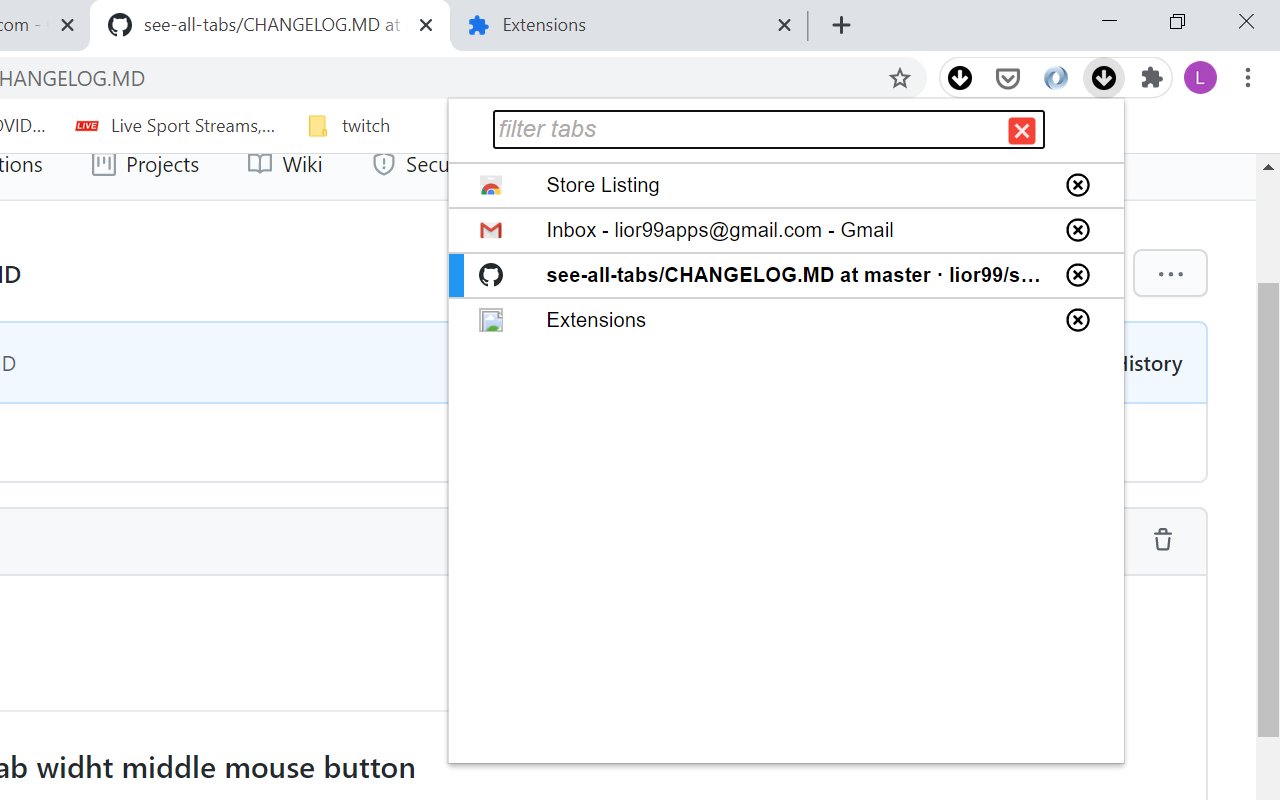 com -
see-all-tabs/CHANGELOG.MD at
Extensions
HANGELOG.MD
L
OVID...
LIVE
Live Sport Streams,...
twitch
filter tabs
tions
Projects
Wiki
Secu
Store Listing
Inbox - lior99apps@gmail.com - Gmail
MD
see-all-tabs/CHANGELOG.MD at master · lior99/s...
Extensions
D
History
ab widht middle mouse button